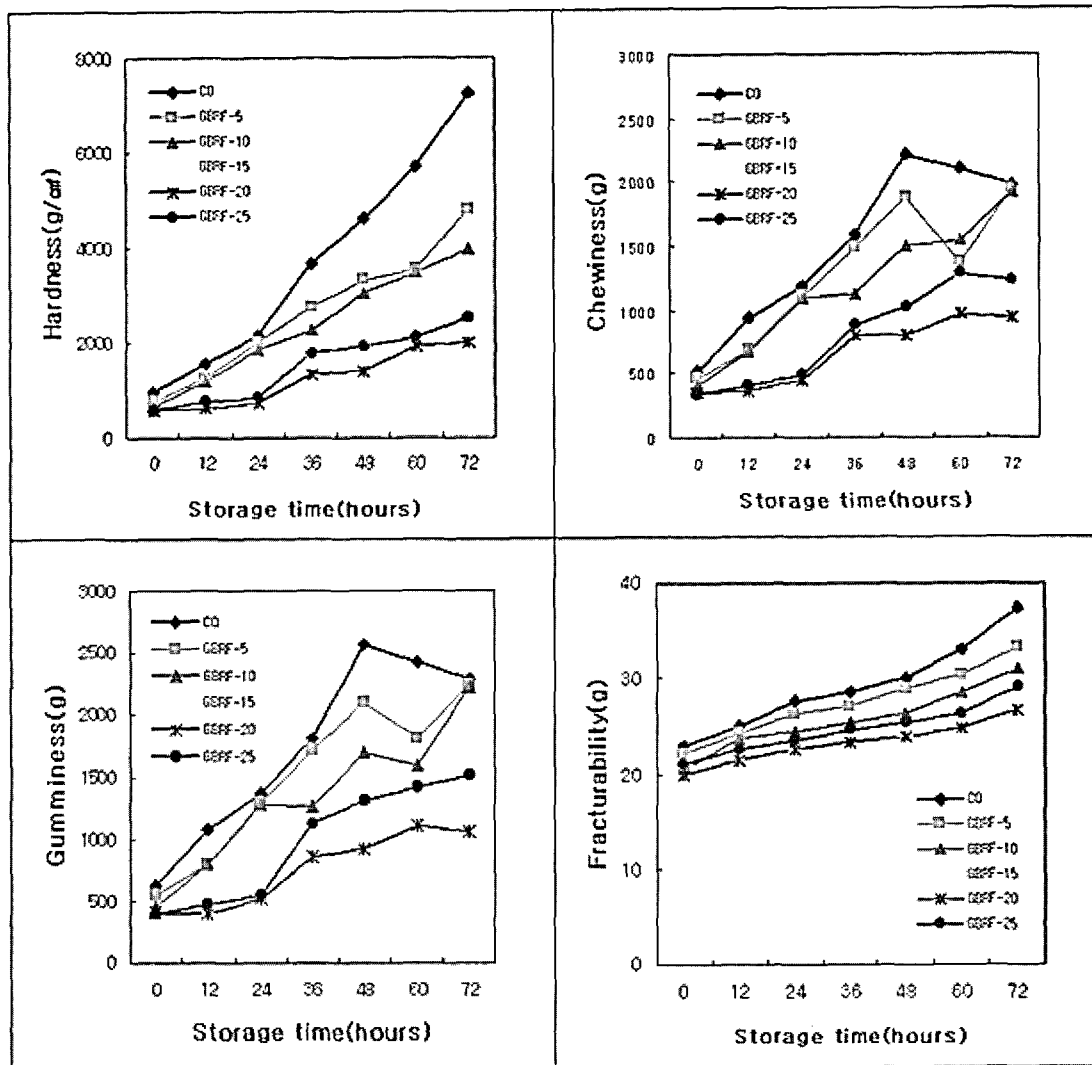 8000
6000
4000
2000
0
Hardness(g/㎠)
CO
GBRF-5
GBRF-10
GBRF-15
GBRF-20
GBRF-25
0 12 24 36 48 60 72
Storage time(hours)
3000
2500
2000
1500
1000
500
0
Chewiness(g)
CO
GBRF-5
GBRF-10
GBRF-15
GBRF-20
GBRF-25
0 12 24 36 48 60 72
Storage time(hours)
3000
2500
2000
1500
1000
500
0
Gumminess(g)
CO
GBRF-5
GBRF-10
GBRF-15
GBRF-20
GBRF-25
0 12 24 36 48 60 72
Storage time(hours)
40
30
20
10
0
Fracturability(g)
CO
GBRF-5
GBRF-10
GBRF-15
GBRF-20
GBRF-25
0 12 24 36 48 60 72
Storage time(hours)